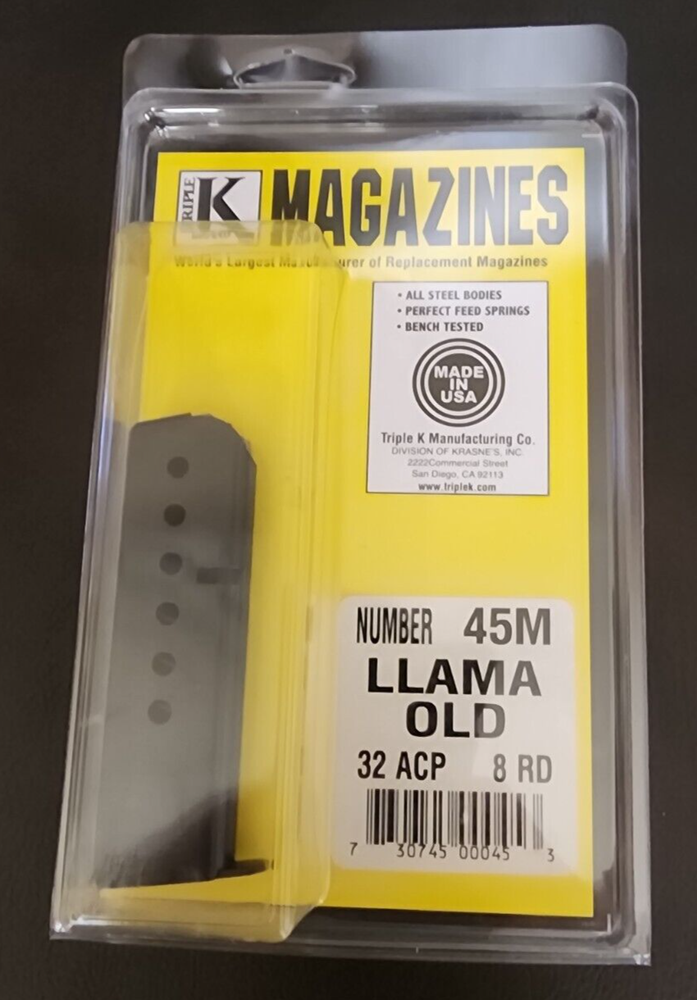 TRIPLE K MAGAZINES
World's Largest Manufacturer of Replacement Magazines
• ALL STEEL BODIES
• PERFECT FEED SPRINGS
• BENCH TESTED
MADE
IN
USA
Triple K Manufacturing Co.
DIVISION OF KRASNE'S, INC.
2222Commercial Street
San Diego, CA 92113
www.triplek.com
NUMBER 45M
LLAMA
OLD
32 ACP 8 RD
7 30745 00045 3